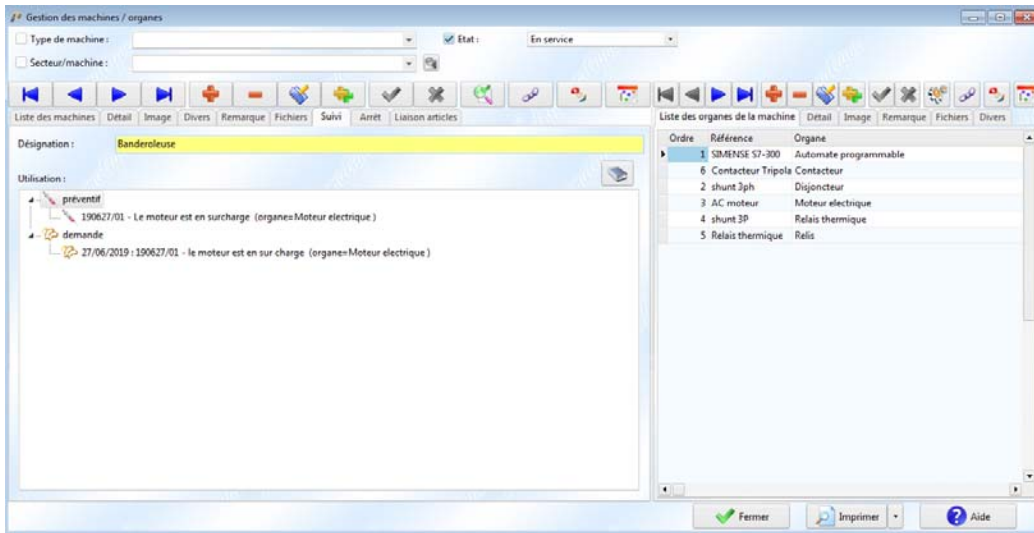 Gestion des machines / organes
Type de machine :
Etat :
En service
Secteur/machine :
Liste des machines Détail Image Divers Remarque Fichiers Suivi Arrêt Liaison articles
Désignation :
Banderoleuse
Utilisation :
préventif
190627/01 - Le moteur est en surcharge (organe=Moteur electrique )
demande
27/06/2019 : 190627/01 - le moteur est en sur charge (organe=Moteur electrique )
Liste des organes de la machine Détail Image Remarque Fichiers Divers
Ordre Référence Organe
1 SIMENSE S7-300 Automate programmable
6 Contacteur Tripola Contacteur
2 shunt 3ph Disjoncteur
3 AC moteur Moteur electrique
4 shunt 3P Relais thermique
5 Relais thermique Relis
Fermer Imprimer Aide